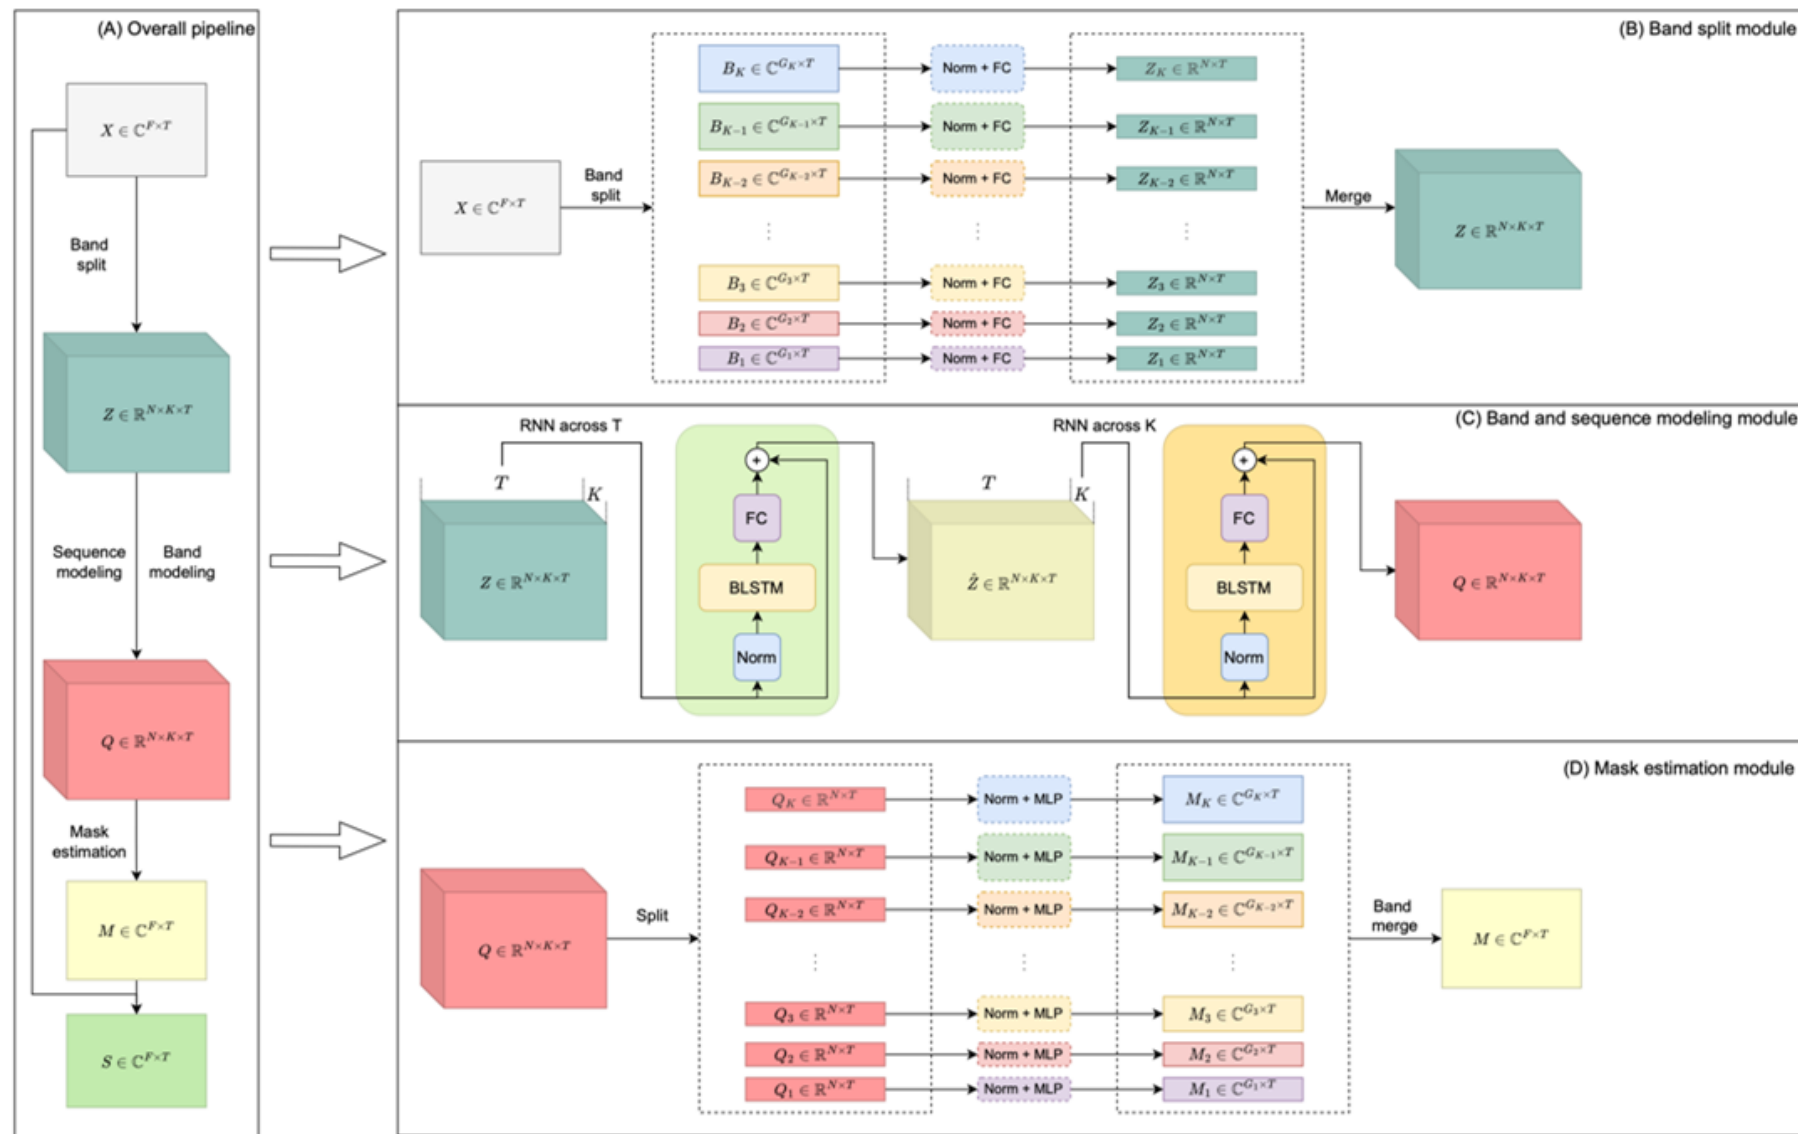 (A) Overall pipeline
X ∈ ℂ^{F×T}
Band
split
Z ∈ ℝ^{N×K×T}
Sequence
modeling
Band
modeling
Q ∈ ℝ^{N×K×T}
Mask
estimation
M ∈ ℂ^{F×T}
S ∈ ℂ^{F×T}
(B) Band split module
X ∈ ℂ^{F×T}
Band
split
B_K ∈ ℂ^{G_K×T}
Norm + FC
Z_K ∈ ℝ^{N×T}
B_{K−1} ∈ ℂ^{G_{K−1}×T}
Norm + FC
Z_{K−1} ∈ ℝ^{N×T}
B_{K−2} ∈ ℂ^{G_{K−2}×T}
Norm + FC
Z_{K−2} ∈ ℝ^{N×T}
⋮
⋮
⋮
B_3 ∈ ℂ^{G_3×T}
Norm + FC
Z_3 ∈ ℝ^{N×T}
B_2 ∈ ℂ^{G_2×T}
Norm + FC
Z_2 ∈ ℝ^{N×T}
B_1 ∈ ℂ^{G_1×T}
Norm + FC
Z_1 ∈ ℝ^{N×T}
Merge
Z ∈ ℝ^{N×K×T}
(C) Band and sequence modeling module
RNN across T
T
K
Z ∈ ℝ^{N×K×T}
+
FC
BLSTM
Norm
RNN across K
T
K
Ẑ ∈ ℝ^{N×K×T}
+
FC
BLSTM
Norm
Q ∈ ℝ^{N×K×T}
(D) Mask estimation module
Q ∈ ℝ^{N×K×T}
Split
Q_K ∈ ℝ^{N×T}
Norm + MLP
M_K ∈ ℂ^{G_K×T}
Q_{K−1} ∈ ℝ^{N×T}
Norm + MLP
M_{K−1} ∈ ℂ^{G_{K−1}×T}
Q_{K−2} ∈ ℝ^{N×T}
Norm + MLP
M_{K−2} ∈ ℂ^{G_{K−2}×T}
⋮
⋮
⋮
Q_3 ∈ ℝ^{N×T}
Norm + MLP
M_3 ∈ ℂ^{G_3×T}
Q_2 ∈ ℝ^{N×T}
Norm + MLP
M_2 ∈ ℂ^{G_2×T}
Q_1 ∈ ℝ^{N×T}
Norm + MLP
M_1 ∈ ℂ^{G_1×T}
Band
merge
M ∈ ℂ^{F×T}